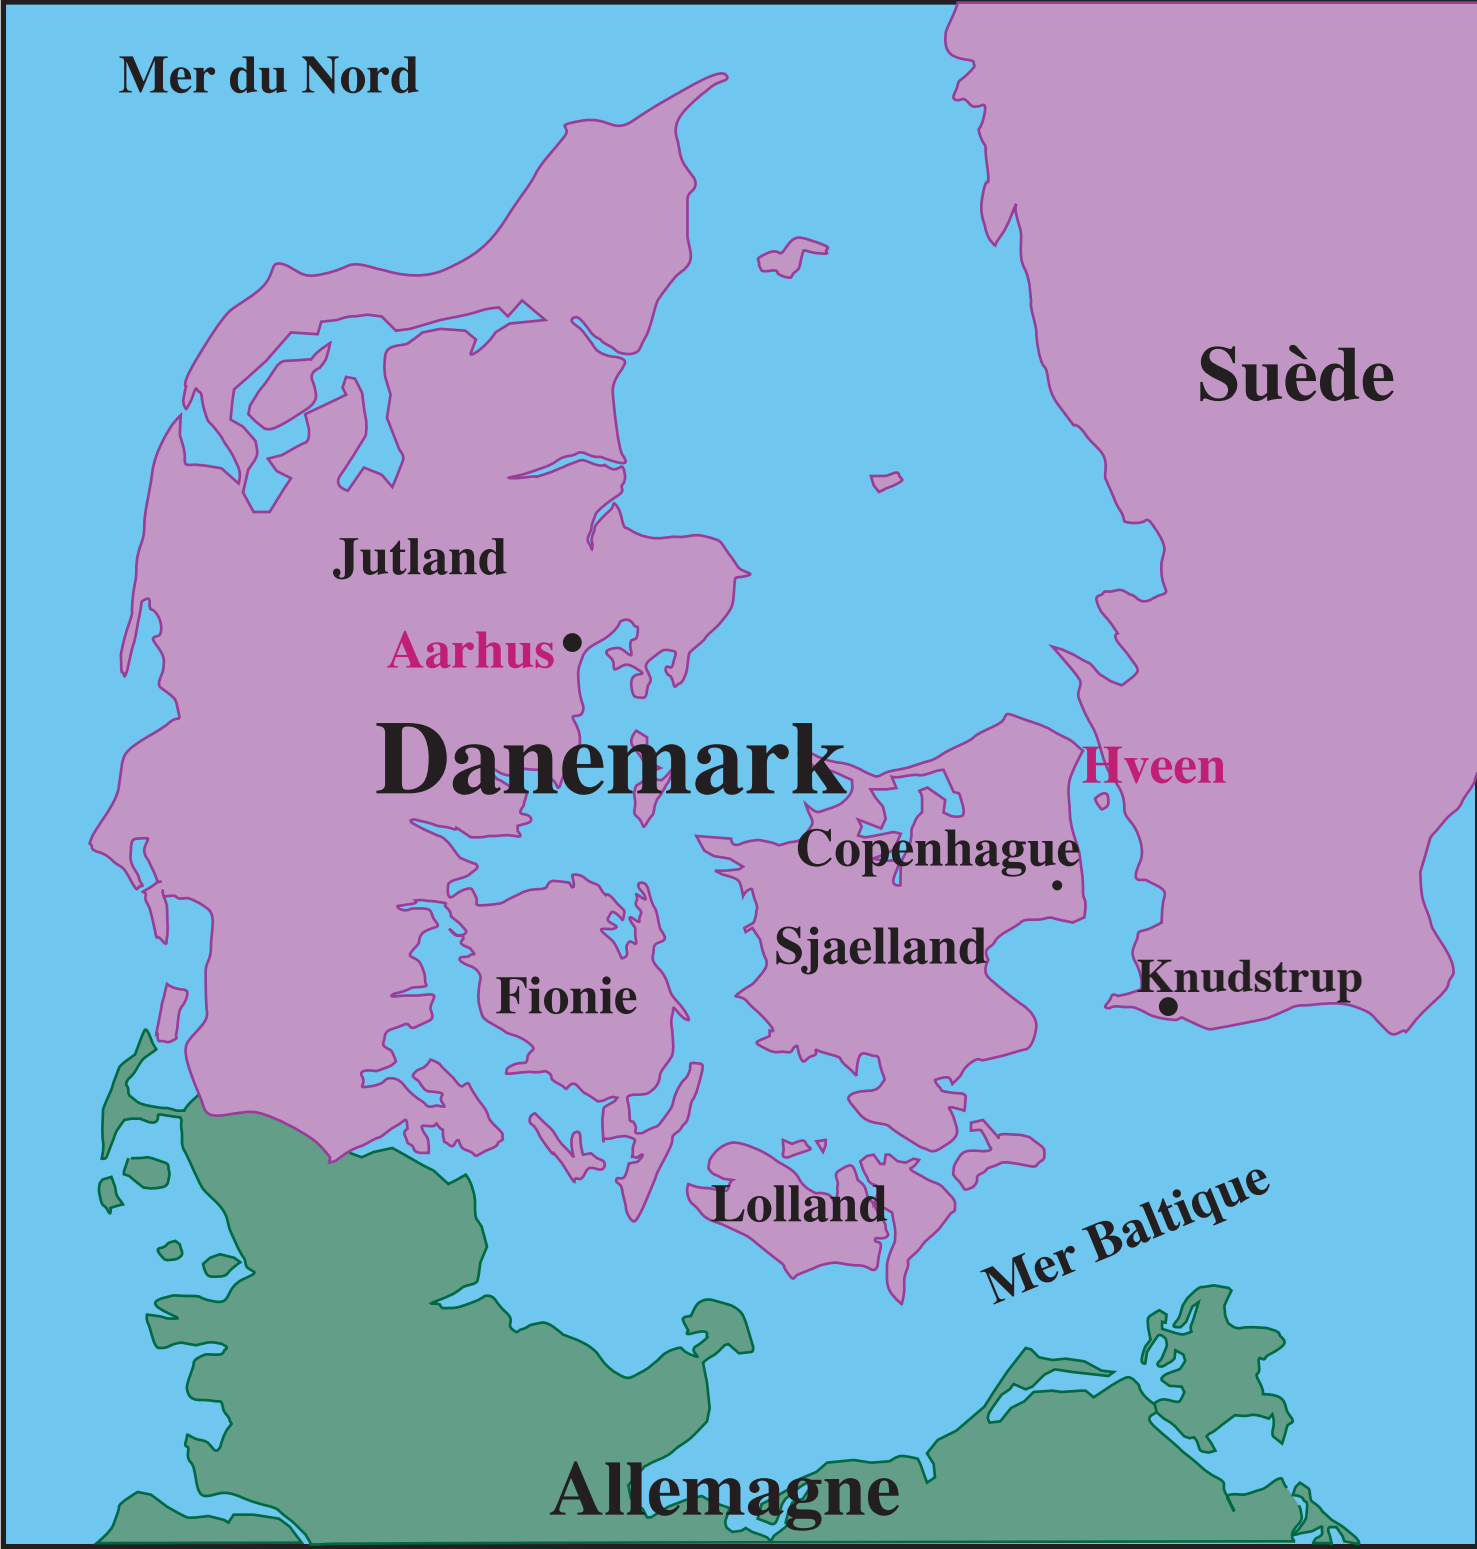 Mer du Nord
Suède
Jutland
Aarhus
Danemark
Hveen
Copenhague
Sjaelland
Knudstrup
Fionie
Lolland
Mer Baltique
Allemagne